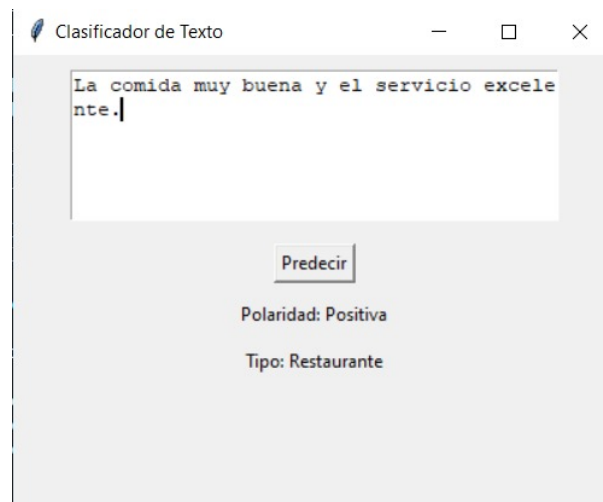 Clasificador de Texto
La comida muy buena y el servicio excele
nte.
Predecir
Polaridad: Positiva
Tipo: Restaurante